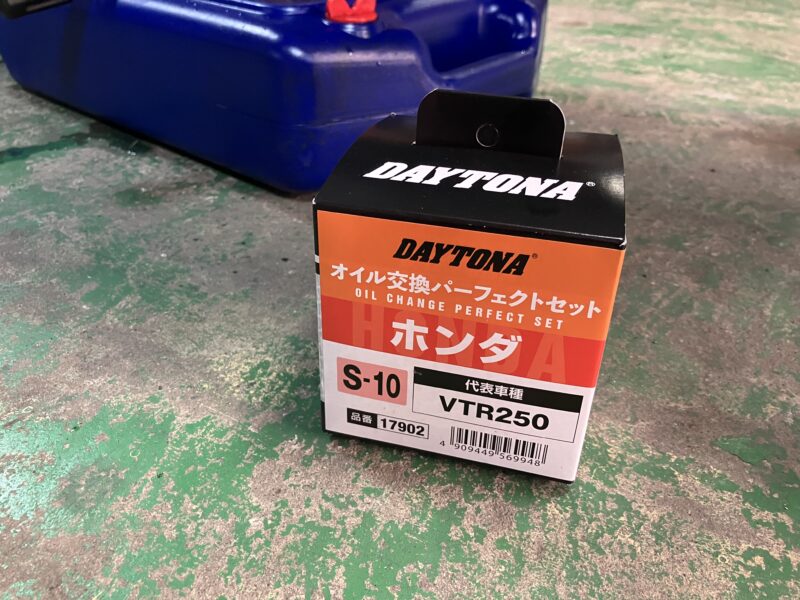 DAYTONA®
DAYTONA®
オイル交換パーフェクトセット
OIL CHANGE PERFECT SET
HONDA
ホンダ
S-10
代表車種
VTR250
品番 17902
4 909449 569948